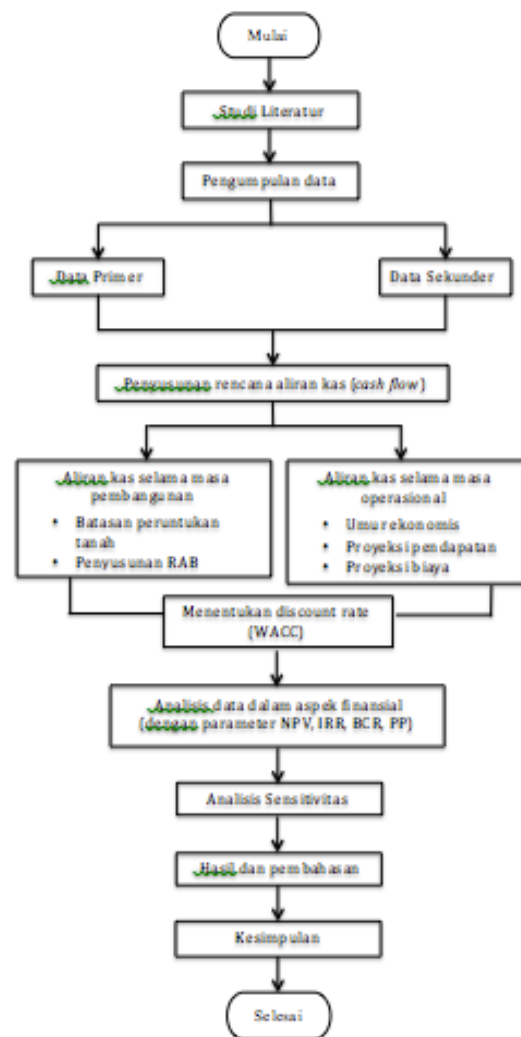 Mulai
Studi Literatur
Pengumpulan data
Data Primer
Data Sekunder
Penyusunan rencana aliran kas (cash flow)
Aliran kas selama masa
pembangunan
• Batasan peruntukan
tanah
• Penyusunan RAB
Aliran kas selama masa
operasional
• Umur ekonomis
• Proyeksi pendapatan
• Proyeksi biaya
Menentukan discount rate
(WACC)
Analisis data dalam aspek finansial
(dengan parameter NPV, IRR, BCR, PP)
Analisis Sensitivitas
Hasil dan pembahasan
Kesimpulan
Selesai